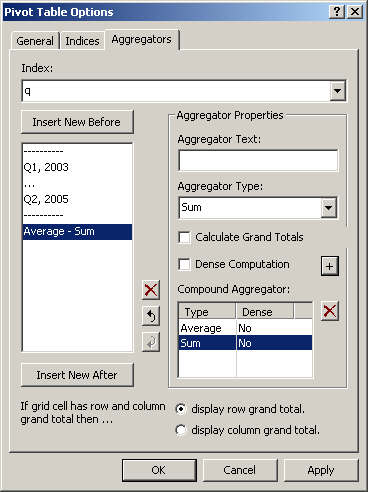 Pivot Table Options
General Indices Aggregators
Index:
q
Insert New Before
----------
Q1, 2003
...
Q2, 2005
----------
Average - Sum
Insert New After
Aggregator Properties
Aggregator Text:
Aggregator Type:
Sum
Calculate Grand Totals
Dense Computation
+
Compound Aggregator:
Type Dense
Average No
Sum No
If grid cell has row and column
grand total then ...
display row grand total.
display column grand total.
OK Cancel Apply